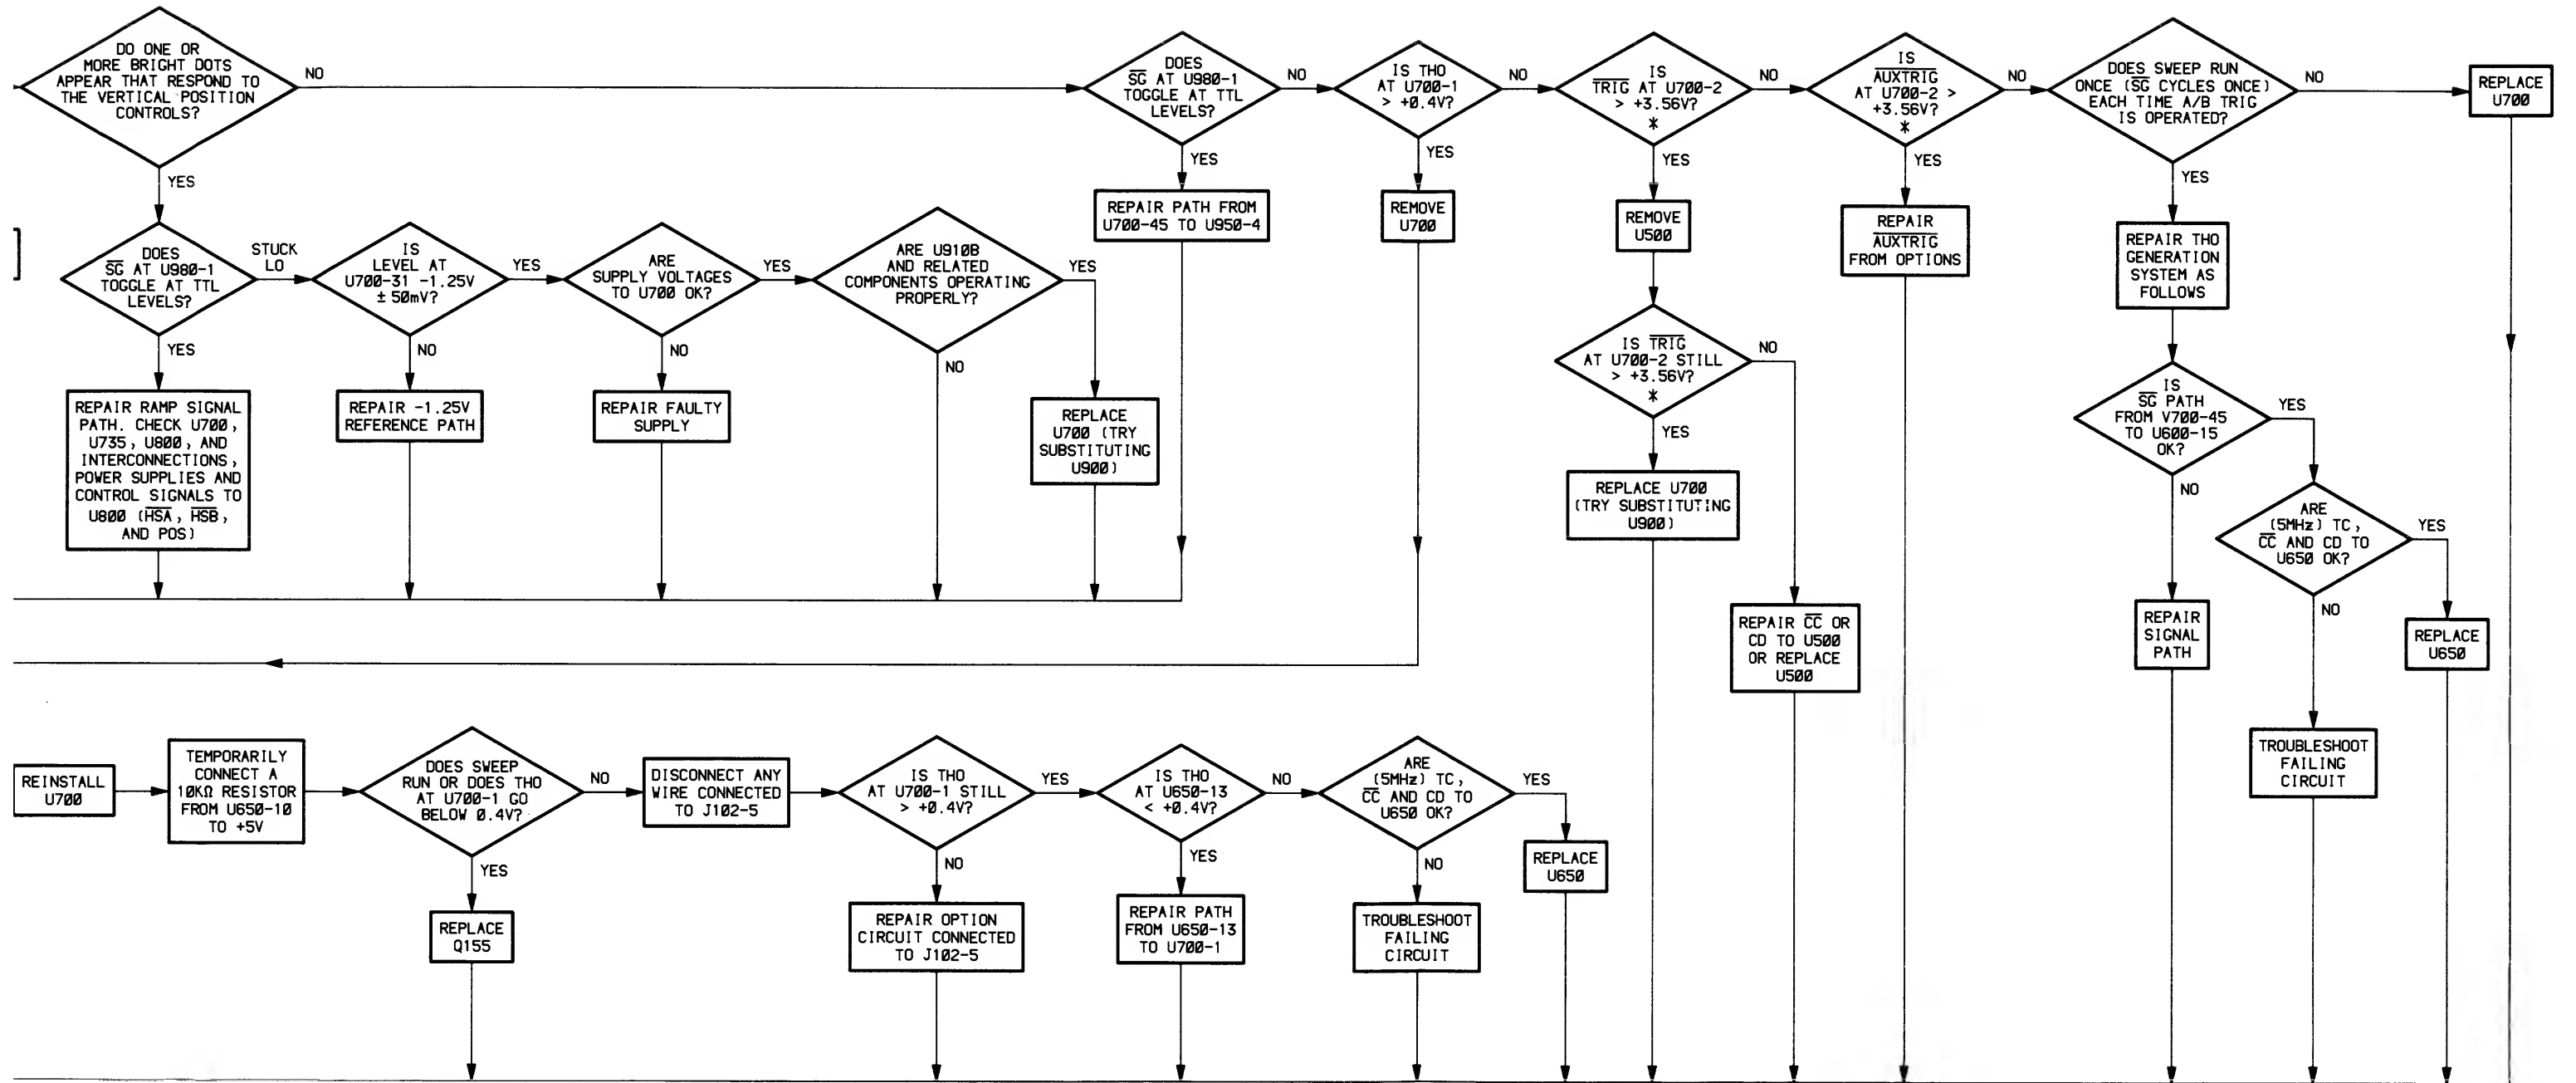 DO ONE OR
MORE BRIGHT DOTS
APPEAR THAT RESPOND TO
THE VERTICAL POSITION
CONTROLS?
NO
YES
DOES
SG AT U980-1
TOGGLE AT TTL
LEVELS?
NO
YES
IS THO
AT U700-1
> +0.4V?
NO
YES
IS
TRIG AT U700-2
> +3.56V?
*
NO
YES
IS
AUXTRIG
AT U700-2 >
+3.56V?
*
NO
YES
DOES SWEEP RUN
ONCE (SG CYCLES ONCE)
EACH TIME A/B TRIG
IS OPERATED?
NO
YES
REPLACE
U700
REPAIR PATH FROM
U700-45 TO U950-4
REMOVE
U700
REMOVE
U500
REPAIR
AUXTRIG
FROM OPTIONS
REPAIR THO
GENERATION
SYSTEM AS
FOLLOWS
DOES
SG AT U980-1
TOGGLE AT TTL
LEVELS?
STUCK
LO
YES
IS
LEVEL AT
U700-31 -1.25V
± 50mV?
YES
NO
ARE
SUPPLY VOLTAGES
TO U700 OK?
YES
NO
ARE U910B
AND RELATED
COMPONENTS OPERATING
PROPERLY?
YES
NO
IS TRIG
AT U700-2 STILL
> +3.56V?
*
NO
YES
IS
SG PATH
FROM V700-45
TO U600-15
OK?
YES
NO
REPAIR RAMP SIGNAL
PATH. CHECK U700,
U735, U800, AND
INTERCONNECTIONS,
POWER SUPPLIES AND
CONTROL SIGNALS TO
U800 (HSA, HSB,
AND POS)
REPAIR -1.25V
REFERENCE PATH
REPAIR FAULTY
SUPPLY
REPLACE
U700 (TRY
SUBSTITUTING
U900)
REPLACE U700
(TRY SUBSTITUTING
U900)
ARE
(5MHz) TC,
CC AND CD TO
U650 OK?
YES
NO
REPAIR CC OR
CD TO U500
OR REPLACE
U500
REPAIR
SIGNAL
PATH
REPLACE
U650
TROUBLESHOOT
FAILING
CIRCUIT
REINSTALL
U700
TEMPORARILY
CONNECT A
10KΩ RESISTOR
FROM U650-10
TO +5V
DOES SWEEP
RUN OR DOES THO
AT U700-1 GO
BELOW 0.4V?
NO
YES
DISCONNECT ANY
WIRE CONNECTED
TO J102-5
IS THO
AT U700-1 STILL
> +0.4V?
YES
NO
IS THO
AT U650-13
< +0.4V?
NO
YES
ARE
(5MHz) TC,
CC AND CD TO
U650 OK?
YES
NO
REPLACE
U650
REPLACE
Q155
REPAIR OPTION
CIRCUIT CONNECTED
TO J102-5
REPAIR PATH
FROM U650-13
TO U700-1
TROUBLESHOOT
FAILING
CIRCUIT